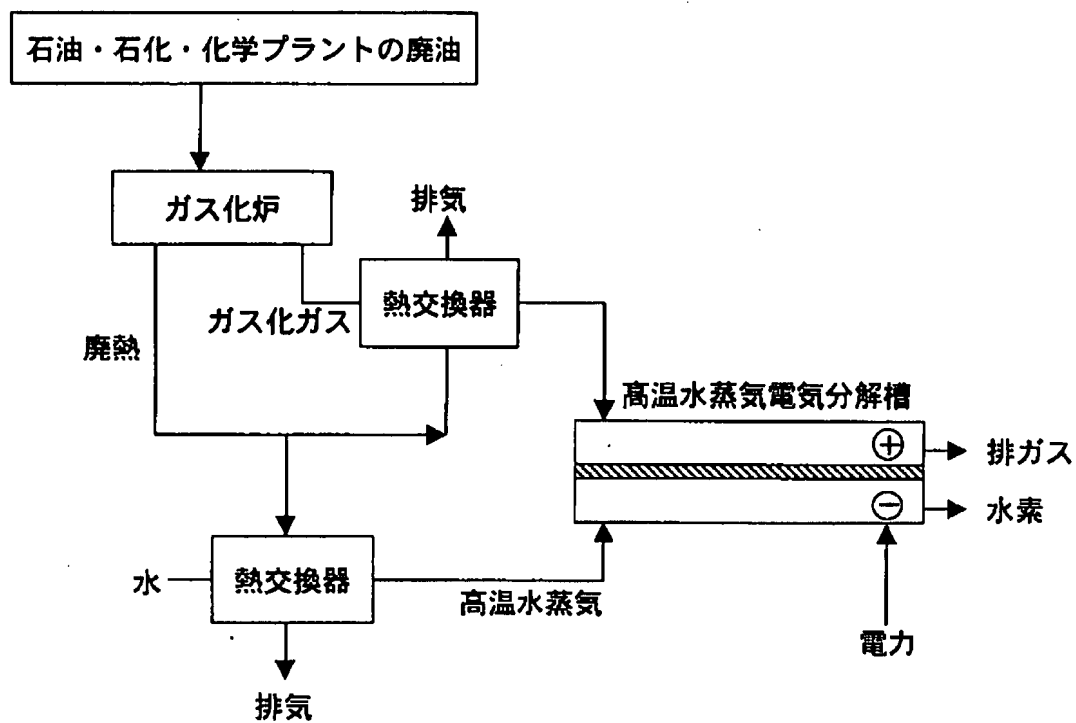 石油・石化・化学プラントの廃油
ガス化炉
排気
熱交換器
ガス化ガス
廃熱
高温水蒸気電気分解槽
+
排ガス
−
水素
水
熱交換器
高温水蒸気
電力
排気